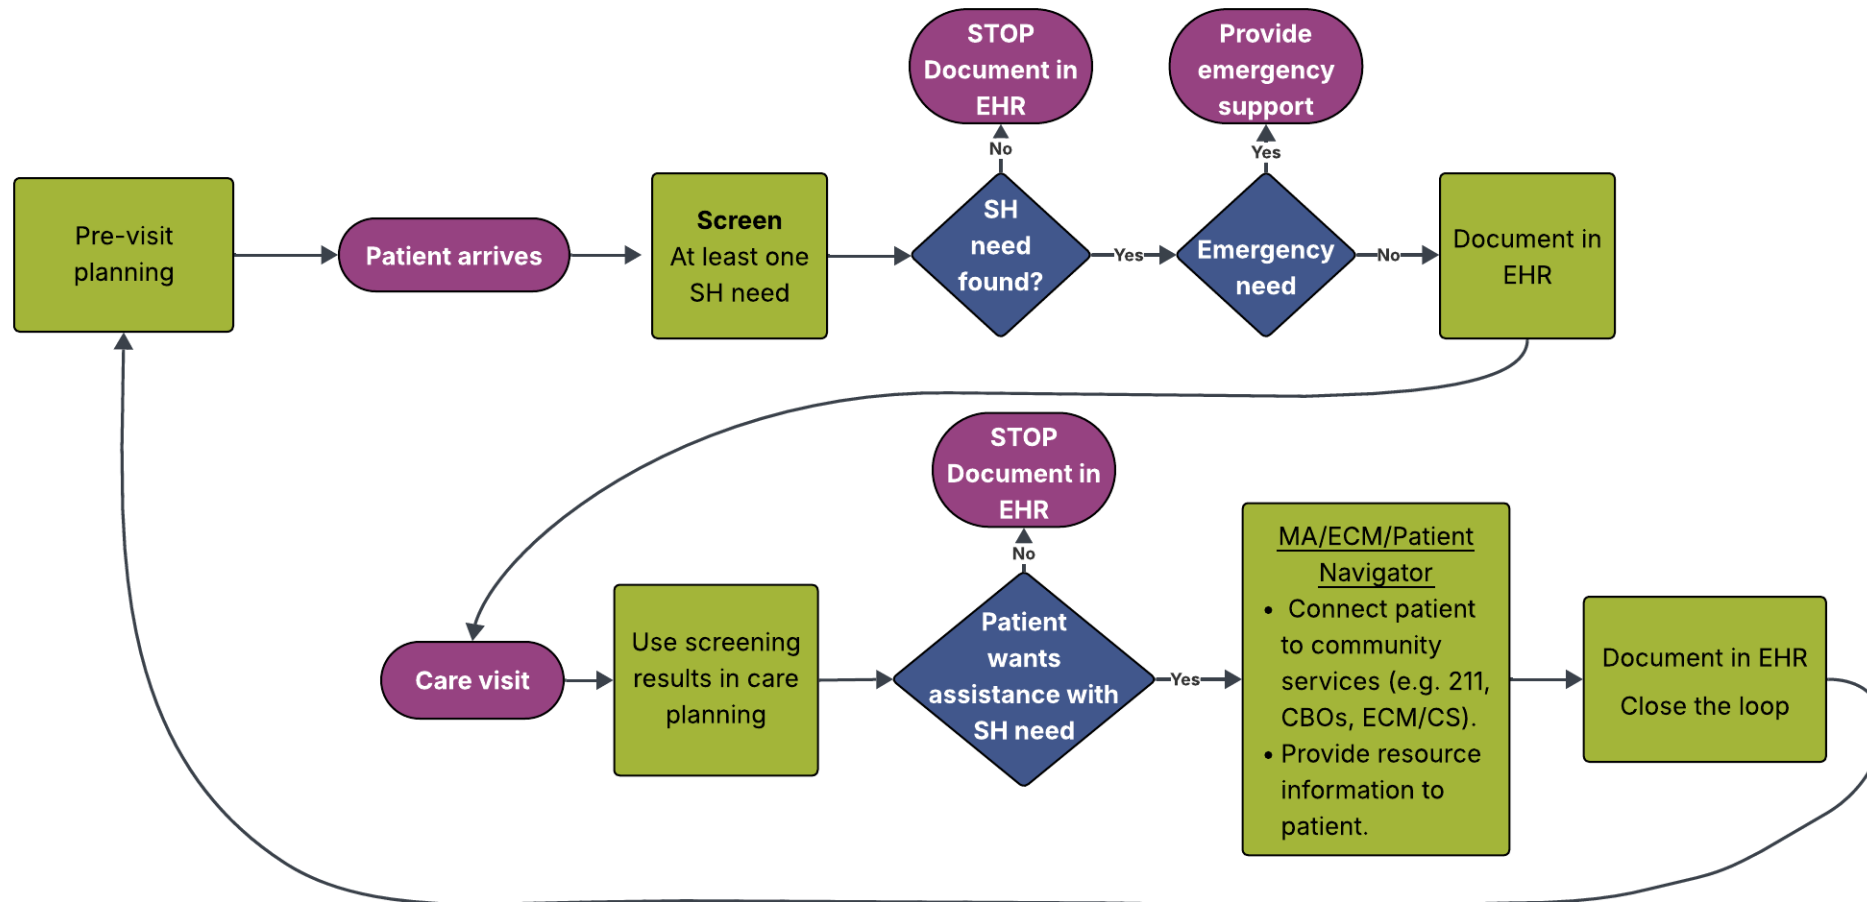 STOP
Document in
EHR
Provide
emergency
support
No
Yes
Pre-visit
planning
Patient arrives
Screen
At least one
SH need
SH
need
found?
Yes
Emergency
need
No
Document in
EHR
STOP
Document in
EHR
No
Care visit
Use screening
results in care
planning
Patient
wants
assistance with
SH need
Yes
MA/ECM/Patient
Navigator
• Connect patient
to community
services (e.g. 211,
CBOs, ECM/CS).
• Provide resource
information to
patient.
Document in EHR
Close the loop